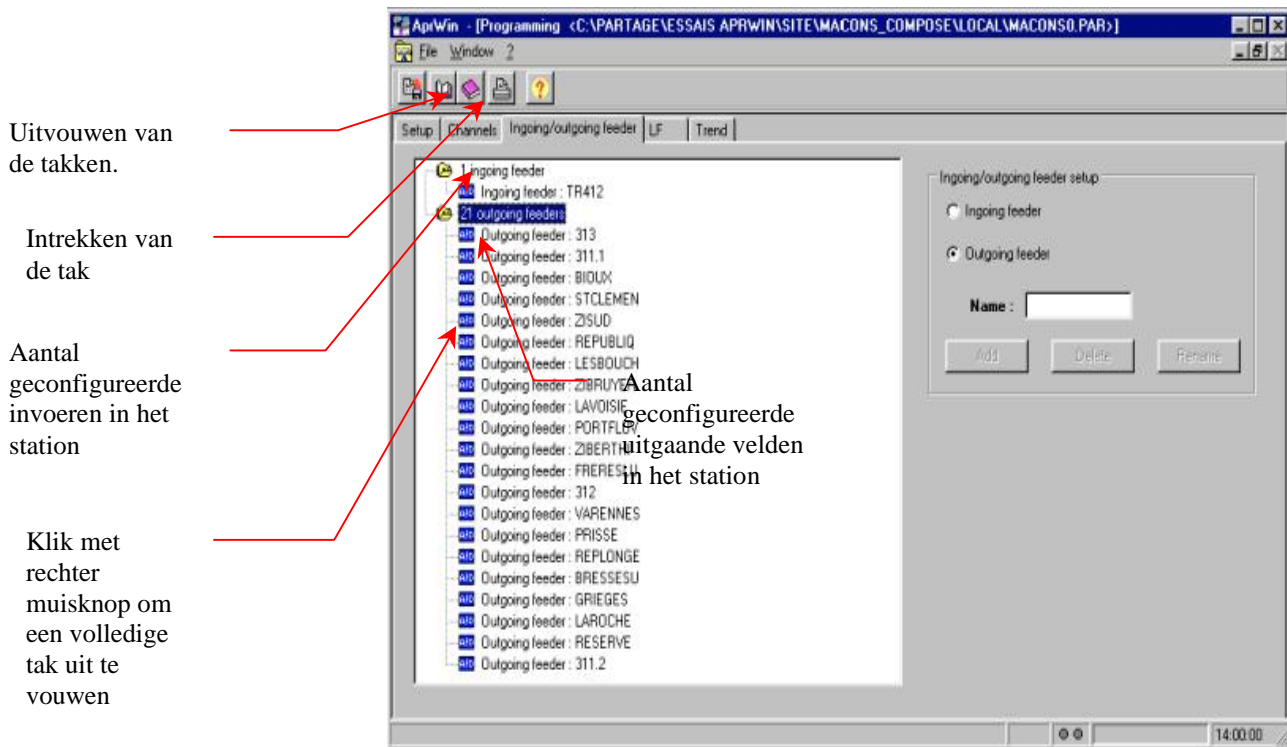 AprWin - [Programming <C:\PARTAGE\ESSAIS APRWIN\SITE\MACONS_COMPOSE\LOCAL\MACONS0.PAR>]
File Window ?
Setup Channels Ingoing/outgoing feeder LF Trend
Uitvouwen van
de takken.
Intrekken van
de tak
Aantal
geconfigureerde
invoeren in het
station
Klik met
rechter
muisknop om
een volledige
tak uit te
vouwen
1 ingoing feeder
Ingoing feeder : TR412
21 outgoing feeders
Outgoing feeder : 313
Outgoing feeder : 311.1
Outgoing feeder : BIOUX
Outgoing feeder : STCLEMEN
Outgoing feeder : ZISUD
Outgoing feeder : REPUBLIQ
Outgoing feeder : LESBOUCH
Outgoing feeder :
Outgoing feeder : LAVOISIE
Outgoing feeder : PORTFLUV
Outgoing feeder :
Outgoing feeder :
Outgoing feeder : 312
Outgoing feeder : VARENNES
Outgoing feeder : PRISSE
Outgoing feeder : REPLONGE
Outgoing feeder : BRESSESU
Outgoing feeder : GRIEGES
Outgoing feeder : LAROCHE
Outgoing feeder : RESERVE
Outgoing feeder : 311.2
Aantal
geconfigureerde
uitgaande velden
in het station
Ingoing/outgoing feeder setup
Ingoing feeder
Outgoing feeder
Name :
Add Delete Rename
14:00:00